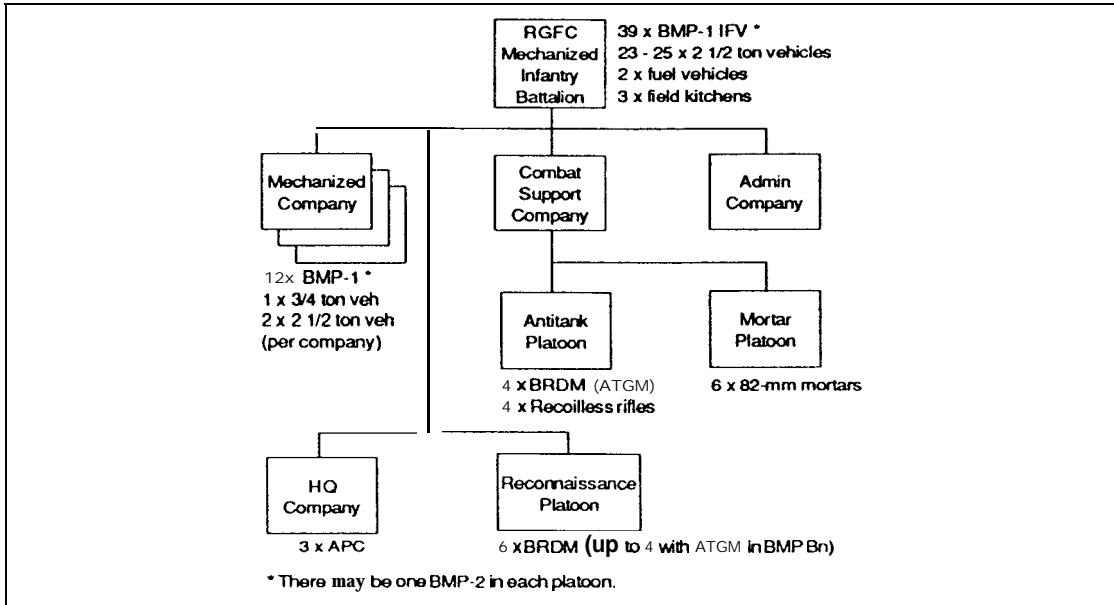 RGFC
Mechanized
Infantry
Battalion
39 x BMP-1 IFV *
23 - 25 x 2 1/2 ton vehicles
2 x fuel vehicles
3 x field kitchens
Mechanized
Company
12x BMP-1 *
1 x 3/4 ton veh
2 x 2 1/2 ton veh
(per company)
Combat
Support
Company
Admin
Company
Antitank
Platoon
4 x BRDM (ATGM)
4 x Recoilless rifles
Mortar
Platoon
6 x 82-mm mortars
HQ
Company
3 x APC
Reconnaissance
Platoon
6 x BRDM (up to 4 with ATGM in BMP Bn)
* There may be one BMP-2 in each platoon.